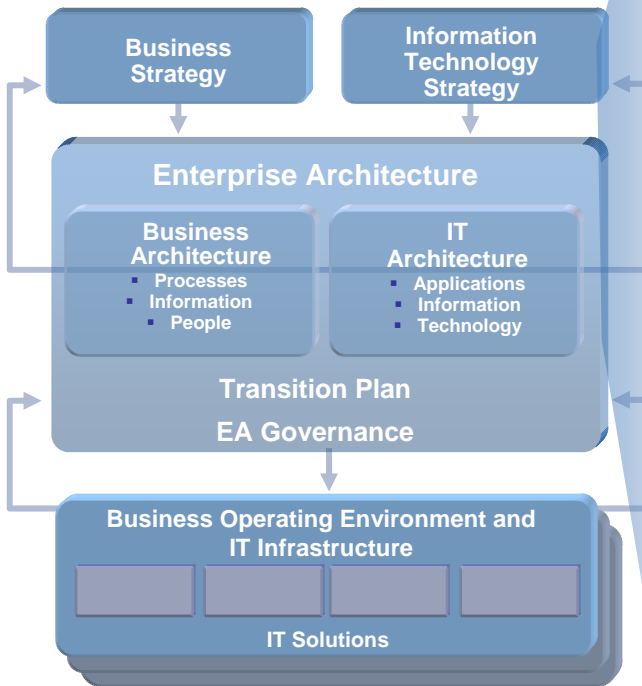 Business
Strategy
Information
Technology
Strategy
Enterprise Architecture
Business
Architecture
▪ Processes
▪ Information
▪ People
IT
Architecture
▪ Applications
▪ Information
▪ Technology
Transition Plan
EA Governance
Business Operating Environment and
IT Infrastructure
IT Solutions